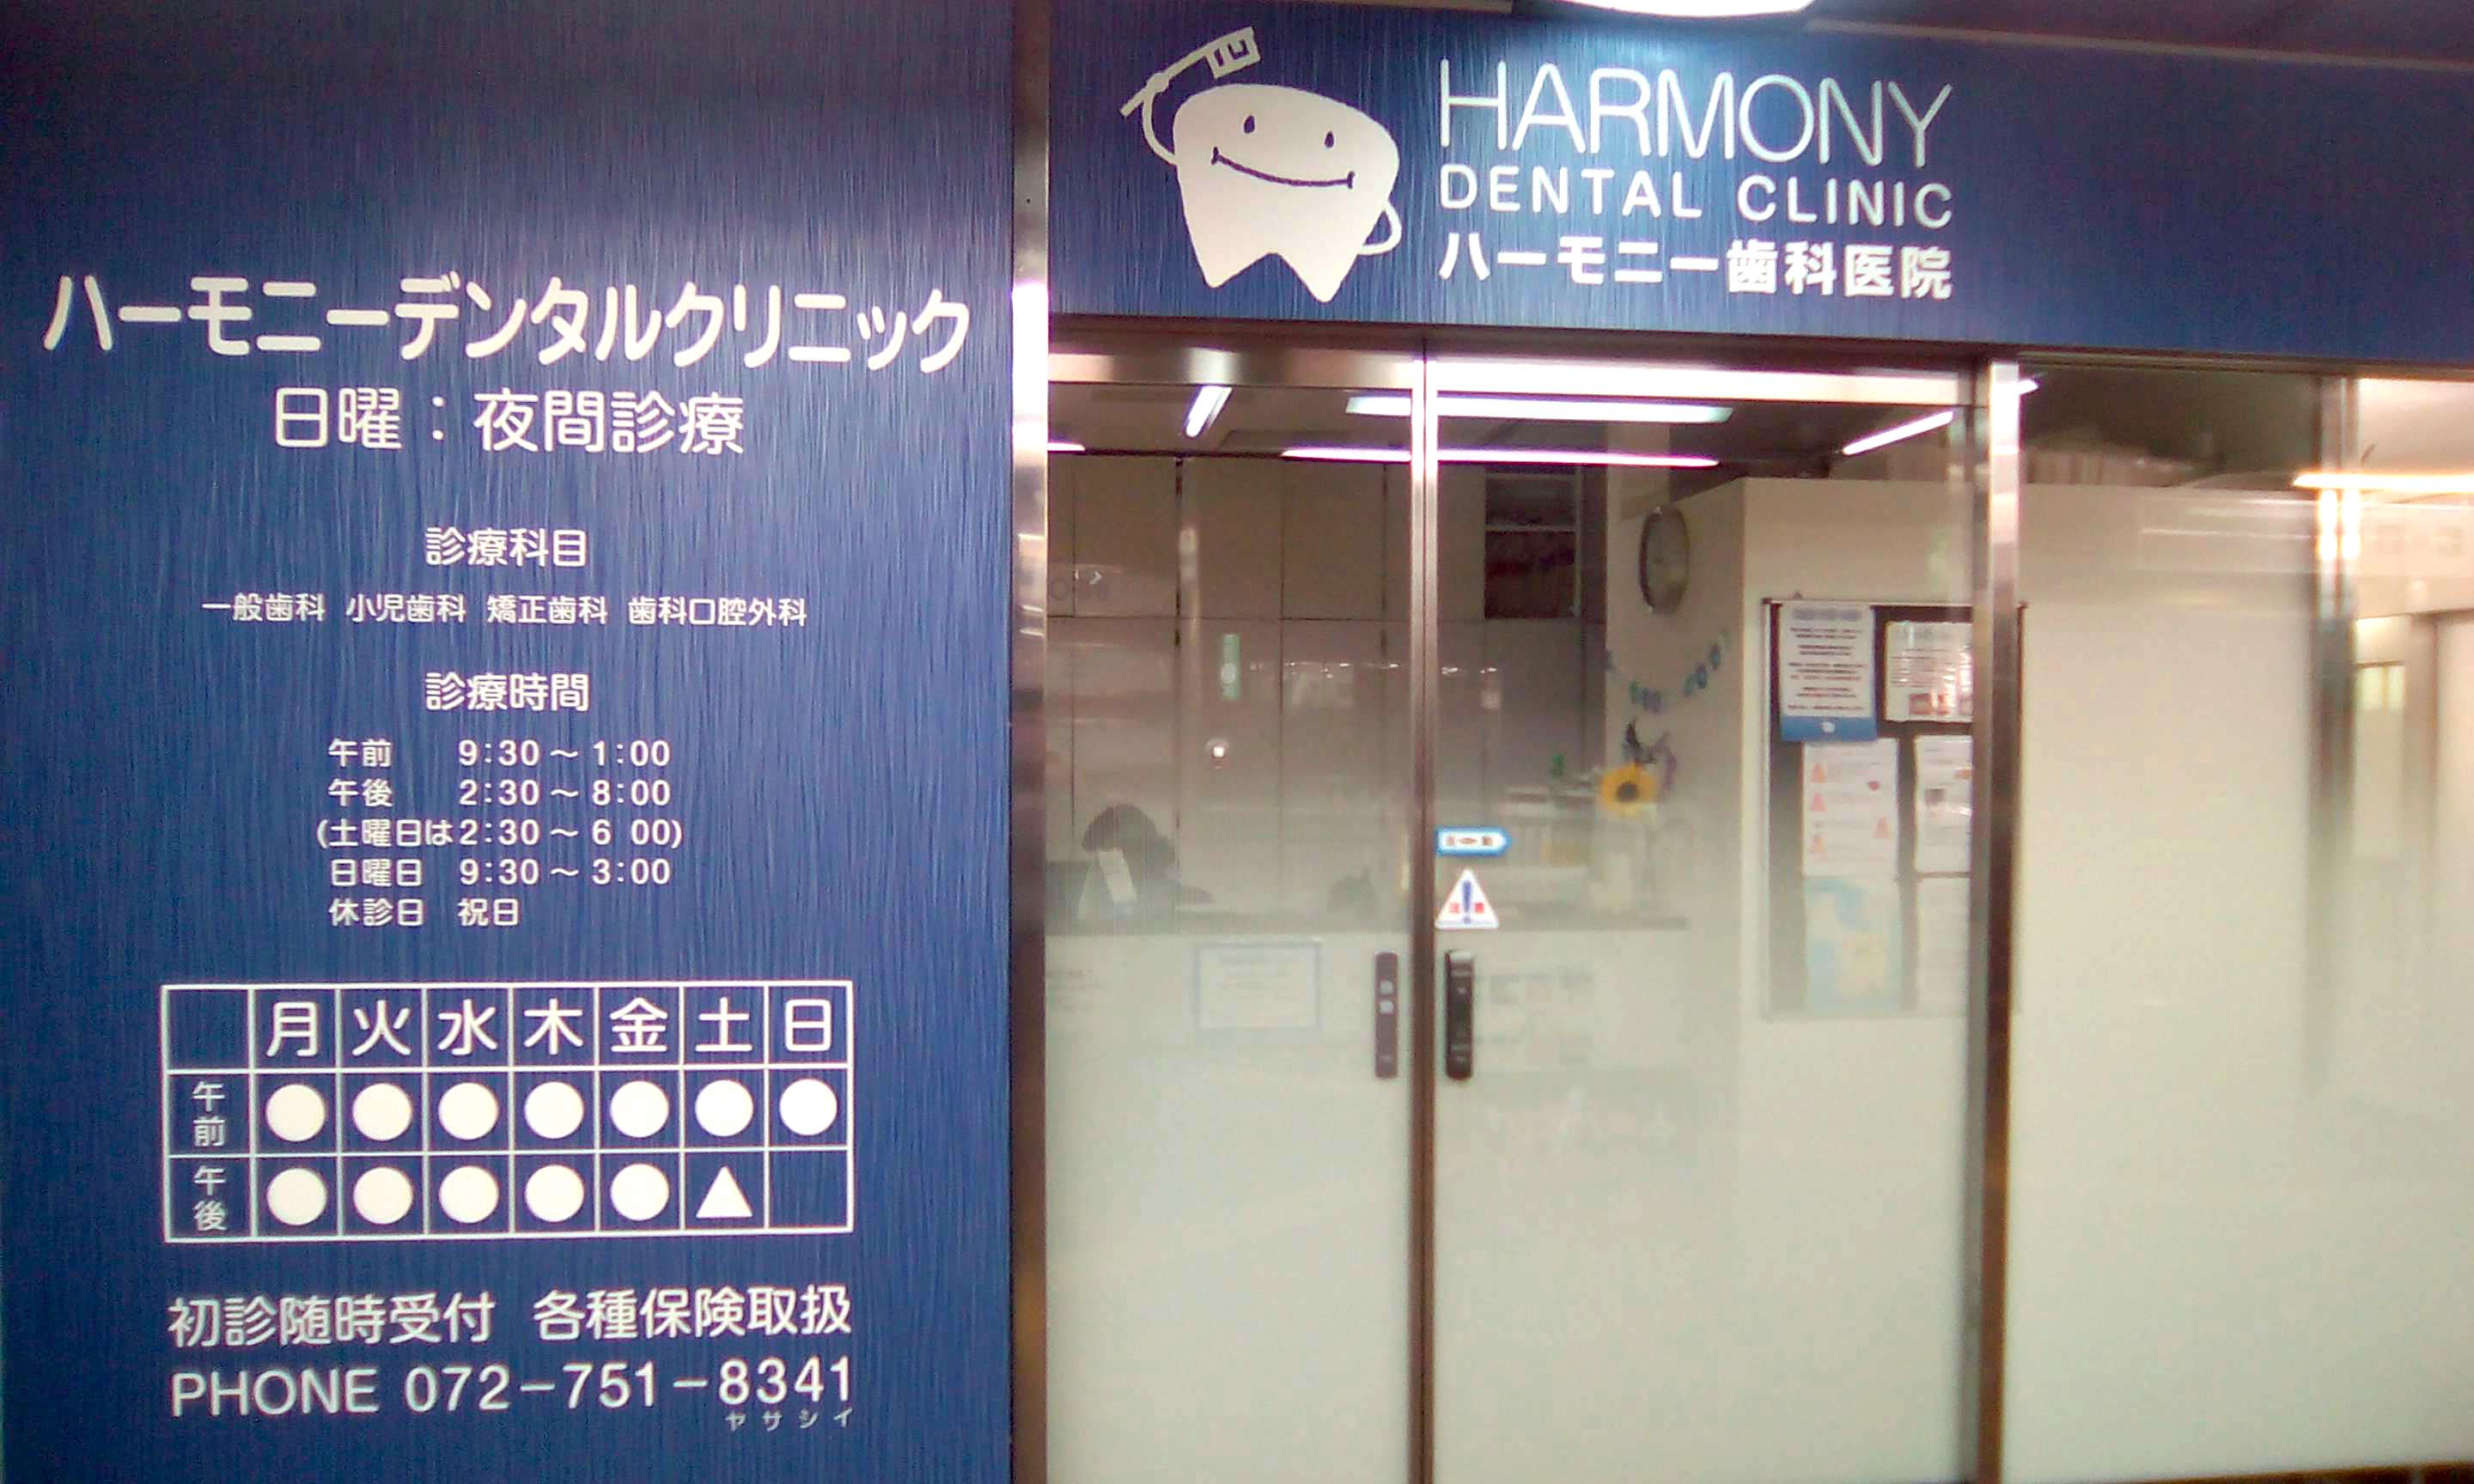 ハーモニーデンタルクリニック
日曜：夜間診療
診療科目
一般歯科 小児歯科 矯正歯科 歯科口腔外科
診療時間
午前 9:30 ～ 1:00
午後 2:30 ～ 8:00
(土曜日は2:30 ～ 6 00)
日曜日 9:30 ～ 3:00
休診日 祝日
月 火 水 木 金 土 日
午前 ● ● ● ● ● ● ●
午後 ● ● ● ● ● ▲
初診随時受付 各種保険取扱
PHONE 072-751-8341
ヤサシイ
HARMONY
DENTAL CLINIC
ハーモニー歯科医院